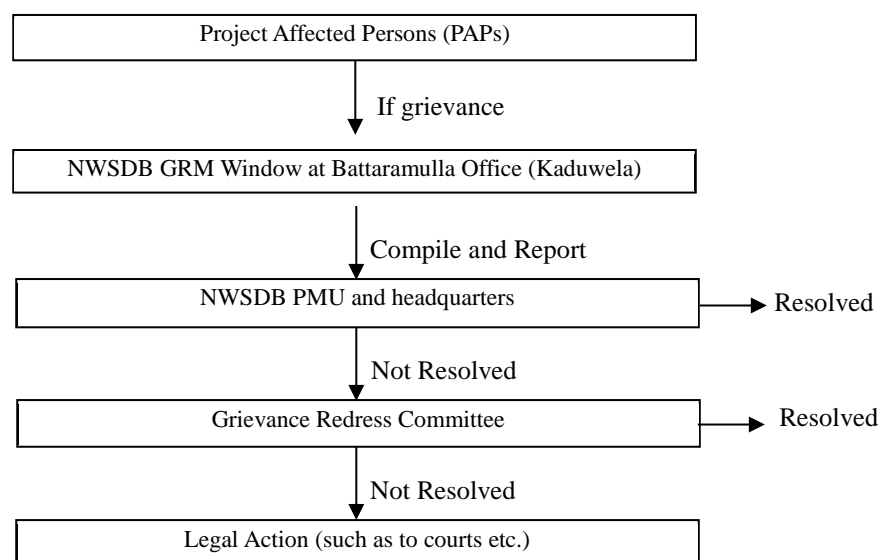 Project Affected Persons (PAPs)
If grievance
NWSDB GRM Window at Battaramulla Office (Kaduwela)
Compile and Report
NWSDB PMU and headquarters
Resolved
Not Resolved
Grievance Redress Committee
Resolved
Not Resolved
Legal Action (such as to courts etc.)